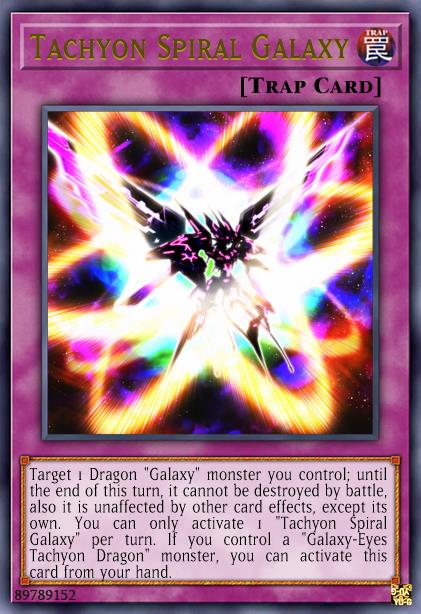 Tachyon Spiral Galaxy
TRAP
罠
[Trap Card]
Target 1 Dragon "Galaxy" monster you control; until
the end of this turn, it cannot be destroyed by battle,
also it is unaffected by other card effects, except its
own. You can only activate 1 "Tachyon Spiral
Galaxy" per turn. If you control a "Galaxy-Eyes
Tachyon Dragon" monster, you can activate this
card from your hand.
89789152